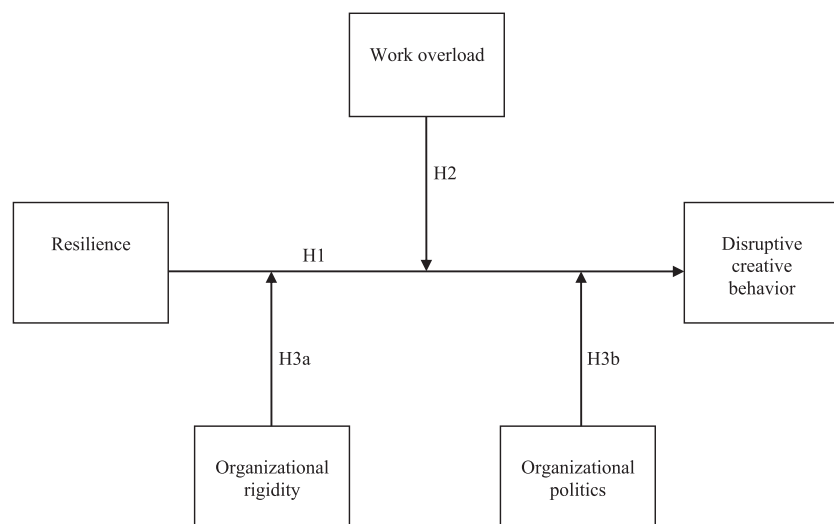 Work overload
H2
Resilience
H1
Disruptive
creative
behavior
H3a
H3b
Organizational
rigidity
Organizational
politics